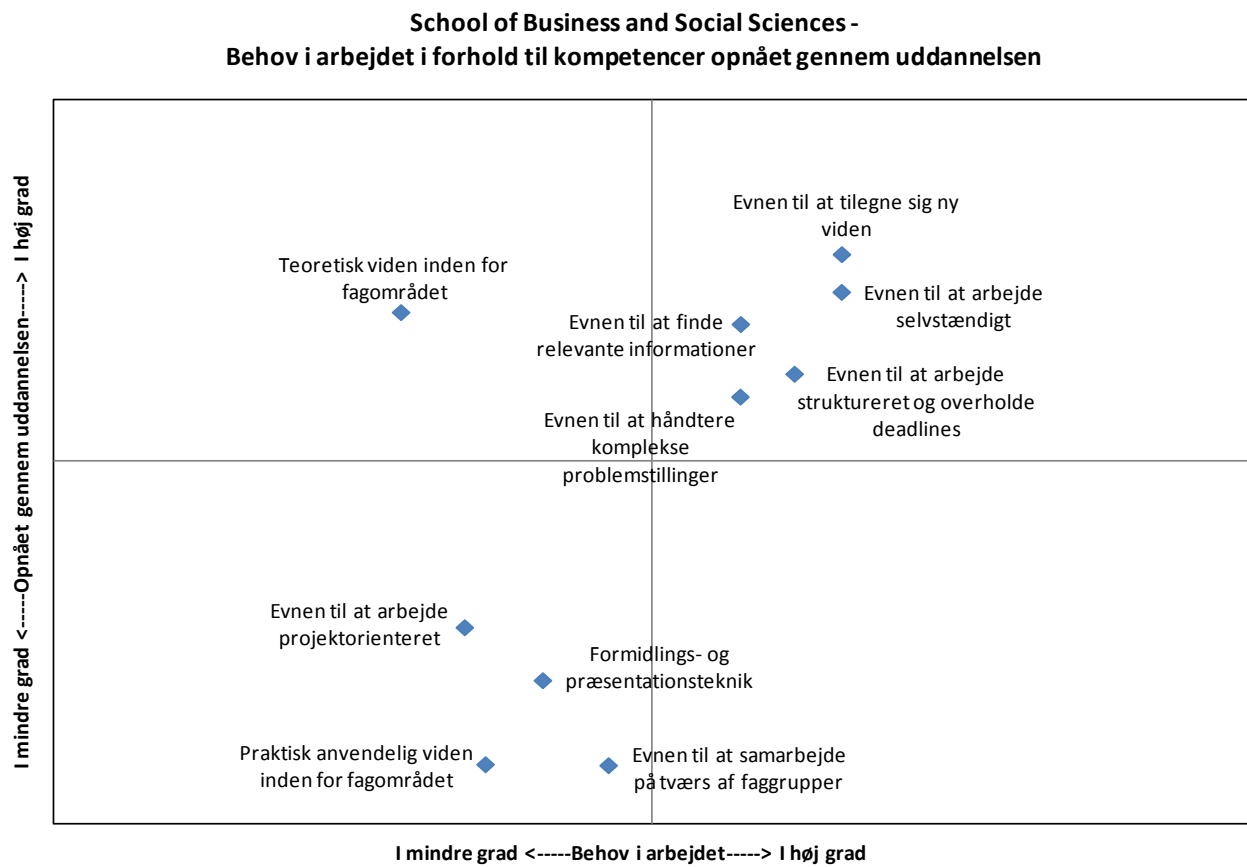 School of Business and Social Sciences -
Behov i arbejdet i forhold til kompetencer opnået gennem uddannelsen
I mindre grad <-----Opnået gennem uddannelsen-----> I høj grad
Evnen til at tilegne sig ny
viden
Teoretisk viden inden for
fagområdet
Evnen til at arbejde
selvstændigt
Evnen til at finde
relevante informationer
Evnen til at arbejde
struktureret og overholde
deadlines
Evnen til at håndtere
komplekse
problemstillinger
Evnen til at arbejde
projektorienteret
Formidlings- og
præsentationsteknik
Praktisk anvendelig viden
inden for fagområdet
Evnen til at samarbejde
på tværs af faggrupper
I mindre grad <-----Behov i arbejdet-----> I høj grad